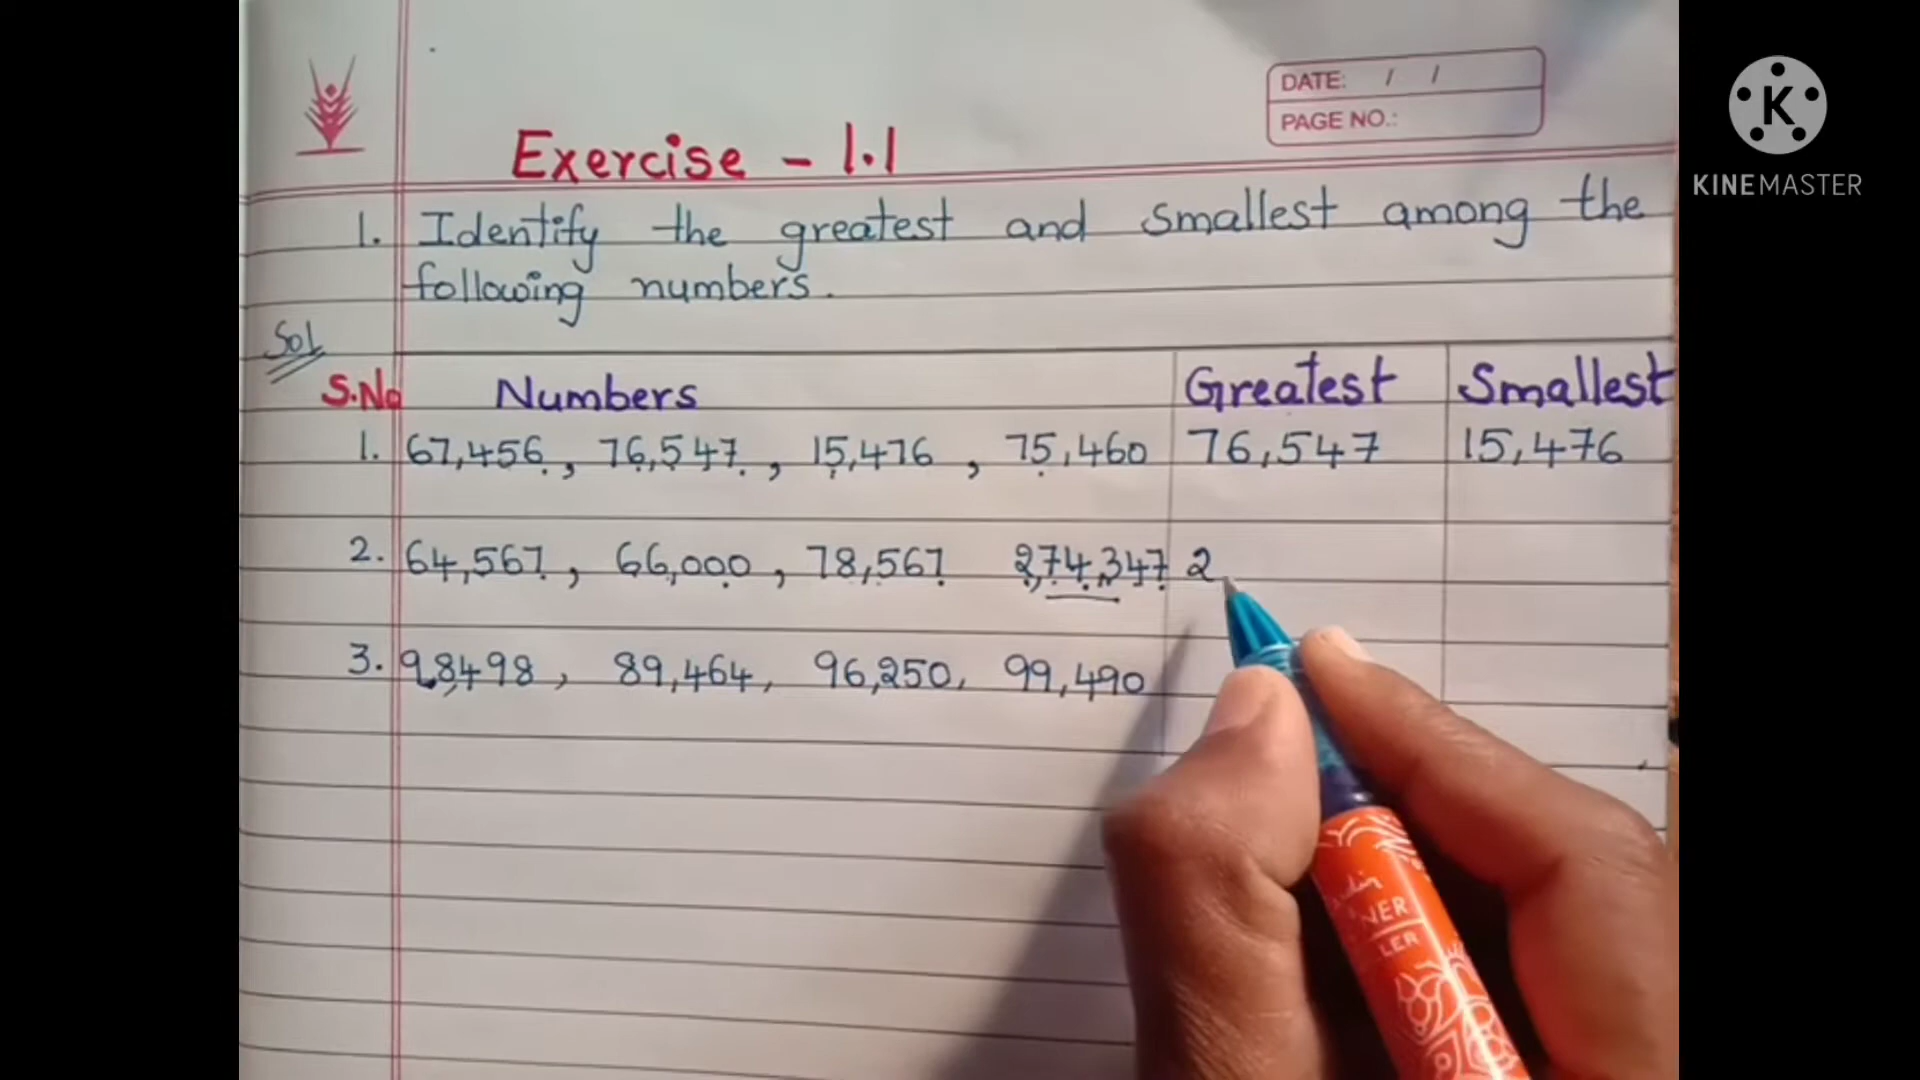 DATE: / /
PAGE NO.:
KINEMASTER
Exercise - 1.1
1. Identify the greatest and smallest among the
following numbers.
Sol
S.No Numbers Greatest Smallest
1. 67,456, 76,547, 15,476, 75,460 76,547 15,476
2. 64,567, 66,000, 78,567 2,74,347 2
3. 98,498, 89,464, 96,250, 99,490
NER
LER